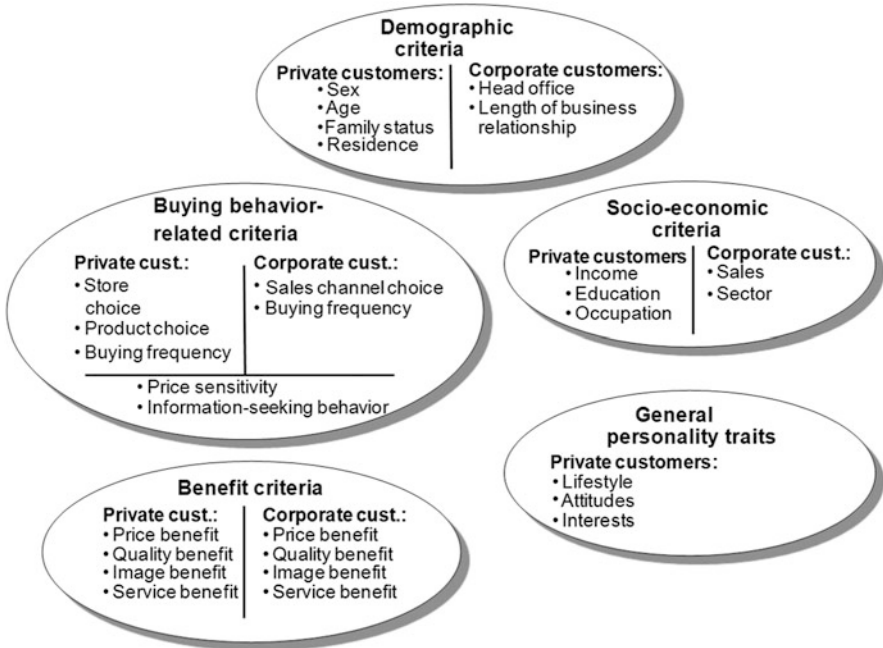 Demographic
criteria
Private customers:
• Sex
• Age
• Family status
• Residence
Corporate customers:
• Head office
• Length of business
relationship
Buying behavior-
related criteria
Private cust.:
• Store
choice
• Product choice
• Buying frequency
Corporate cust.:
• Sales channel choice
• Buying frequency
• Price sensitivity
• Information-seeking behavior
Socio-economic
criteria
Private customers
• Income
• Education
• Occupation
Corporate cust.:
• Sales
• Sector
General
personality traits
Private customers:
• Lifestyle
• Attitudes
• Interests
Benefit criteria
Private cust.:
• Price benefit
• Quality benefit
• Image benefit
• Service benefit
Corporate cust.:
• Price benefit
• Quality benefit
• Image benefit
• Service benefit